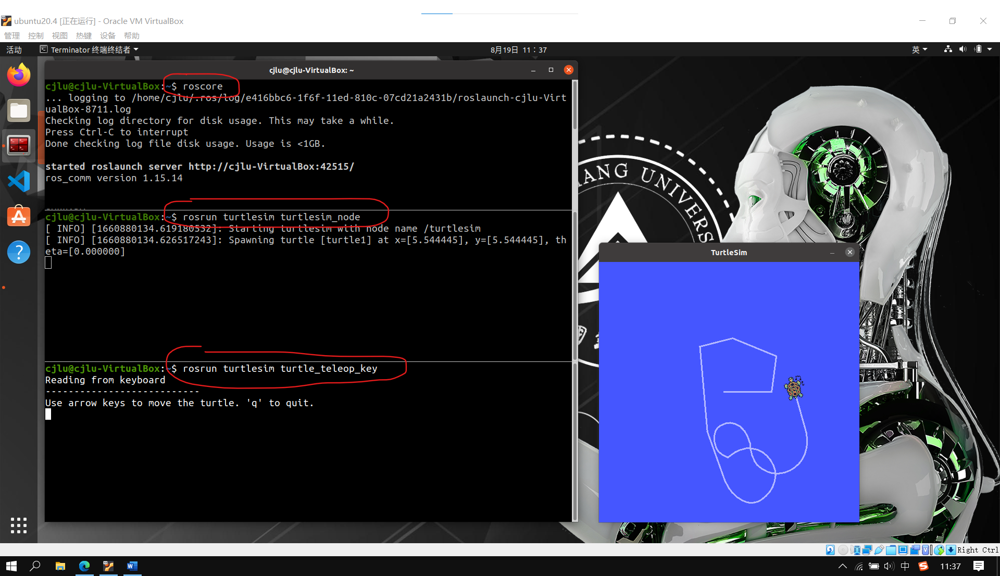 ubuntu20.4 [正在运行] - Oracle VM VirtualBox
管理 控制 视图 热键 设备 帮助
活动 Terminator 终端终结者 8月19日 11：37 英
cjlu@cjlu-VirtualBox: ~
cjlu@cjlu-VirtualBox:~$ roscore
... logging to /home/cjlu/.ros/log/e416bbc6-1f6f-11ed-810c-07cd21a2431b/roslaunch-cjlu-Virt
ualBox-8711.log
Checking log directory for disk usage. This may take a while.
Press Ctrl-C to interrupt
Done checking log file disk usage. Usage is <1GB.
started roslaunch server http://cjlu-VirtualBox:42515/
ros_comm version 1.15.14
cjlu@cjlu-VirtualBox:~$ rosrun turtlesim turtlesim_node
[ INFO] [1660880134.619180532]: Starting turtlesim with node name /turtlesim
[ INFO] [1660880134.626517243]: Spawning turtle [turtle1] at x=[5.544445], y=[5.544445], th
eta=[0.000000]
cjlu@cjlu-VirtualBox:~$ rosrun turtlesim turtle_teleop_key
Reading from keyboard
---------------------------
Use arrow keys to move the turtle. 'q' to quit.
ANG UNIVERS
TurtleSim
Right Ctrl
中 11:37